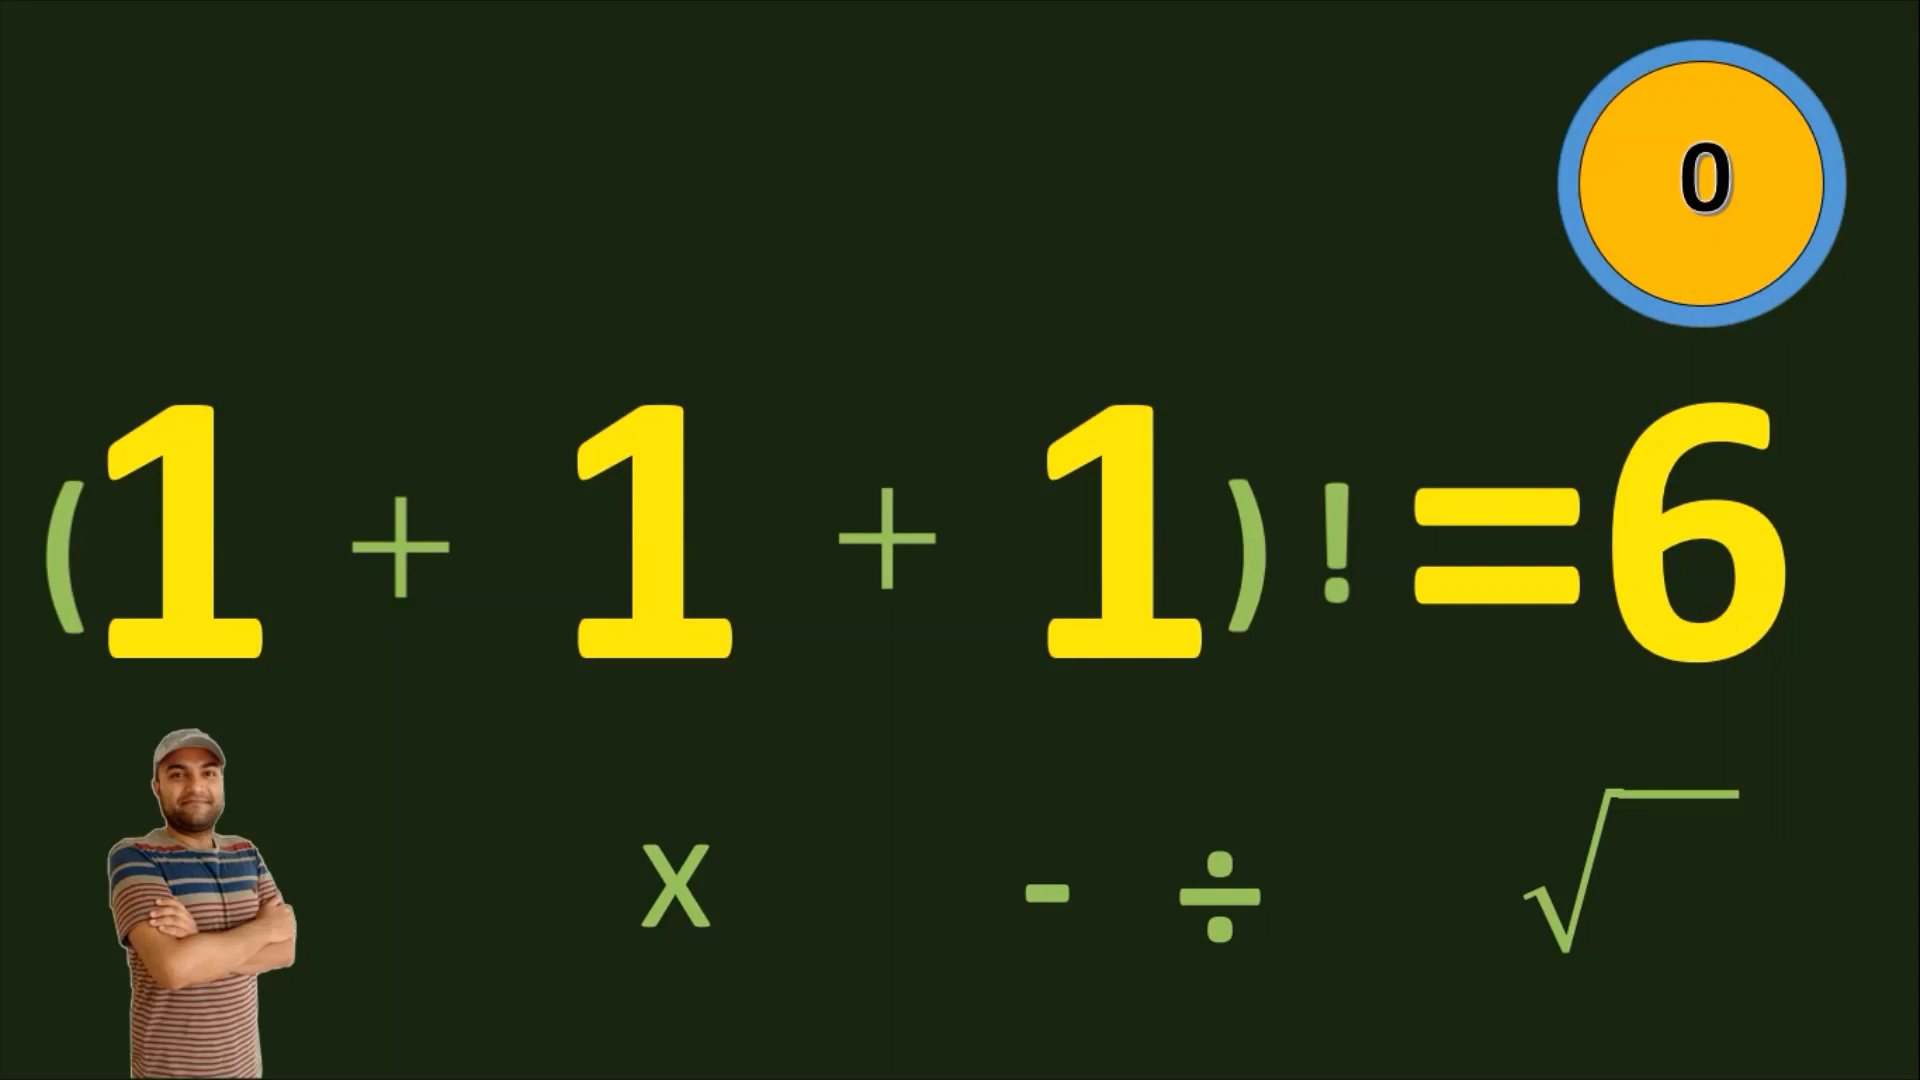 0
(1 + 1 + 1)! =6
x - ÷ √